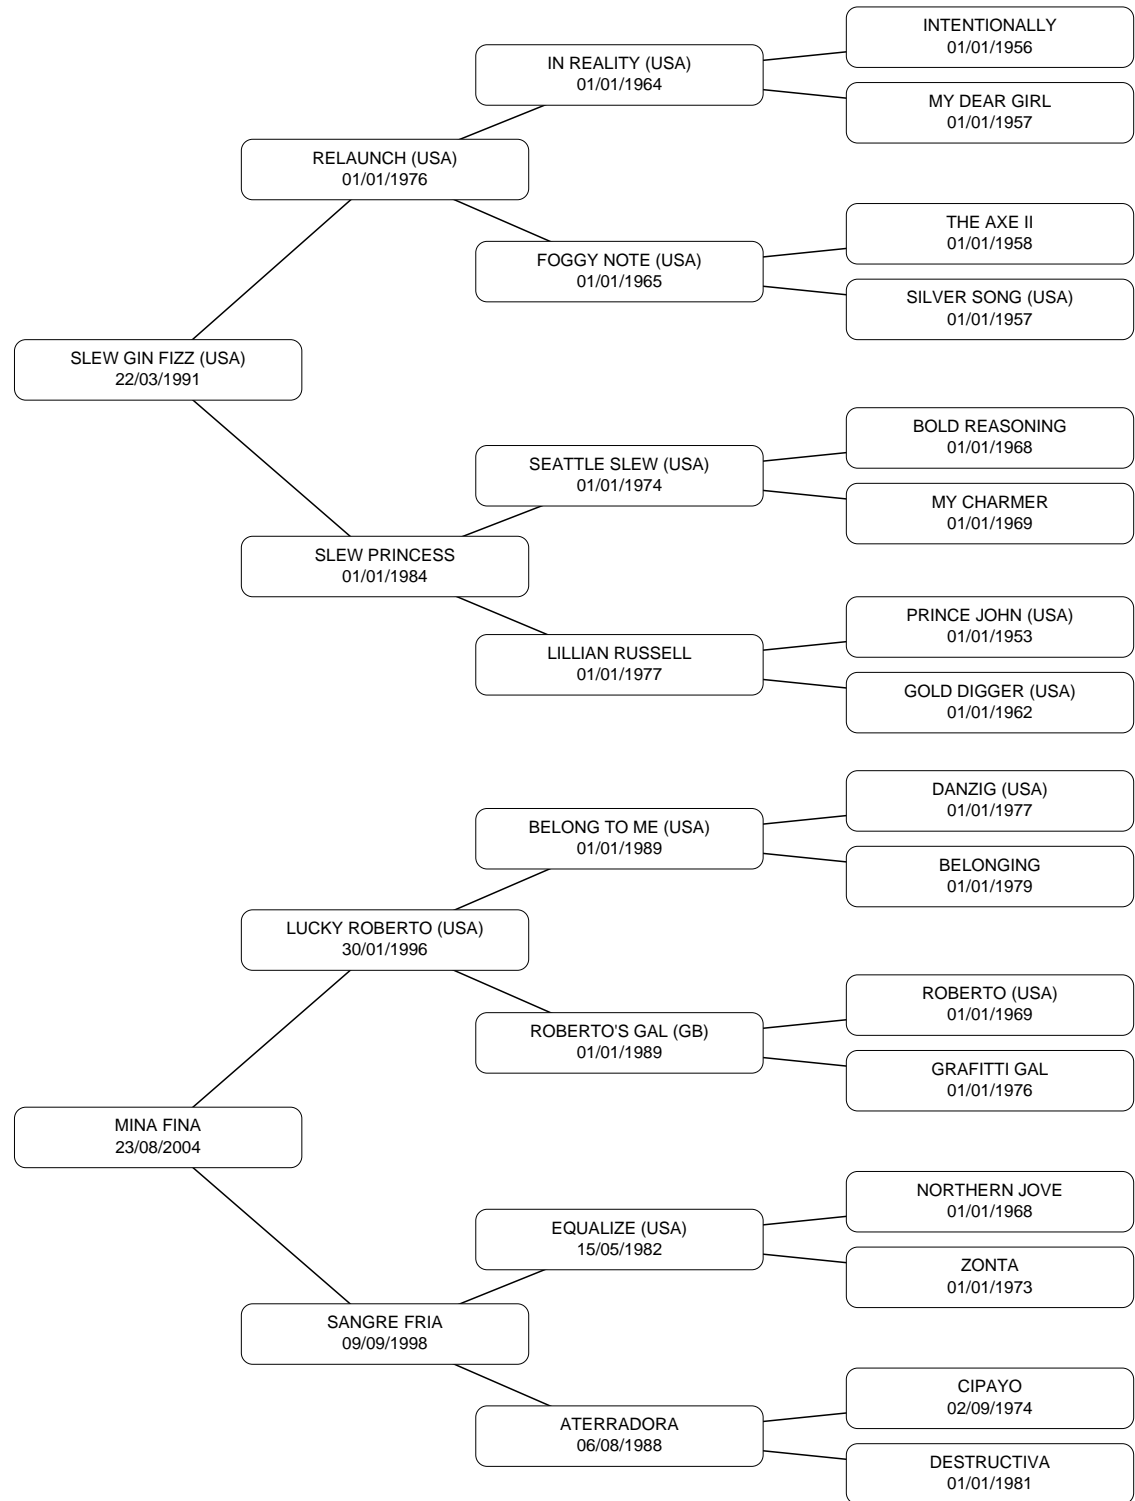 INTENTIONALLY
01/01/1956
IN REALITY (USA)
01/01/1964
MY DEAR GIRL
01/01/1957
RELAUNCH (USA)
01/01/1976
THE AXE II
01/01/1958
FOGGY NOTE (USA)
01/01/1965
SILVER SONG (USA)
01/01/1957
SLEW GIN FIZZ (USA)
22/03/1991
BOLD REASONING
01/01/1968
SEATTLE SLEW (USA)
01/01/1974
MY CHARMER
01/01/1969
SLEW PRINCESS
01/01/1984
PRINCE JOHN (USA)
01/01/1953
LILLIAN RUSSELL
01/01/1977
GOLD DIGGER (USA)
01/01/1962
DANZIG (USA)
01/01/1977
BELONG TO ME (USA)
01/01/1989
BELONGING
01/01/1979
LUCKY ROBERTO (USA)
30/01/1996
ROBERTO (USA)
01/01/1969
ROBERTO'S GAL (GB)
01/01/1989
GRAFITTI GAL
01/01/1976
MINA FINA
23/08/2004
NORTHERN JOVE
01/01/1968
EQUALIZE (USA)
15/05/1982
ZONTA
01/01/1973
SANGRE FRIA
09/09/1998
CIPAYO
02/09/1974
ATERRADORA
06/08/1988
DESTRUCTIVA
01/01/1981